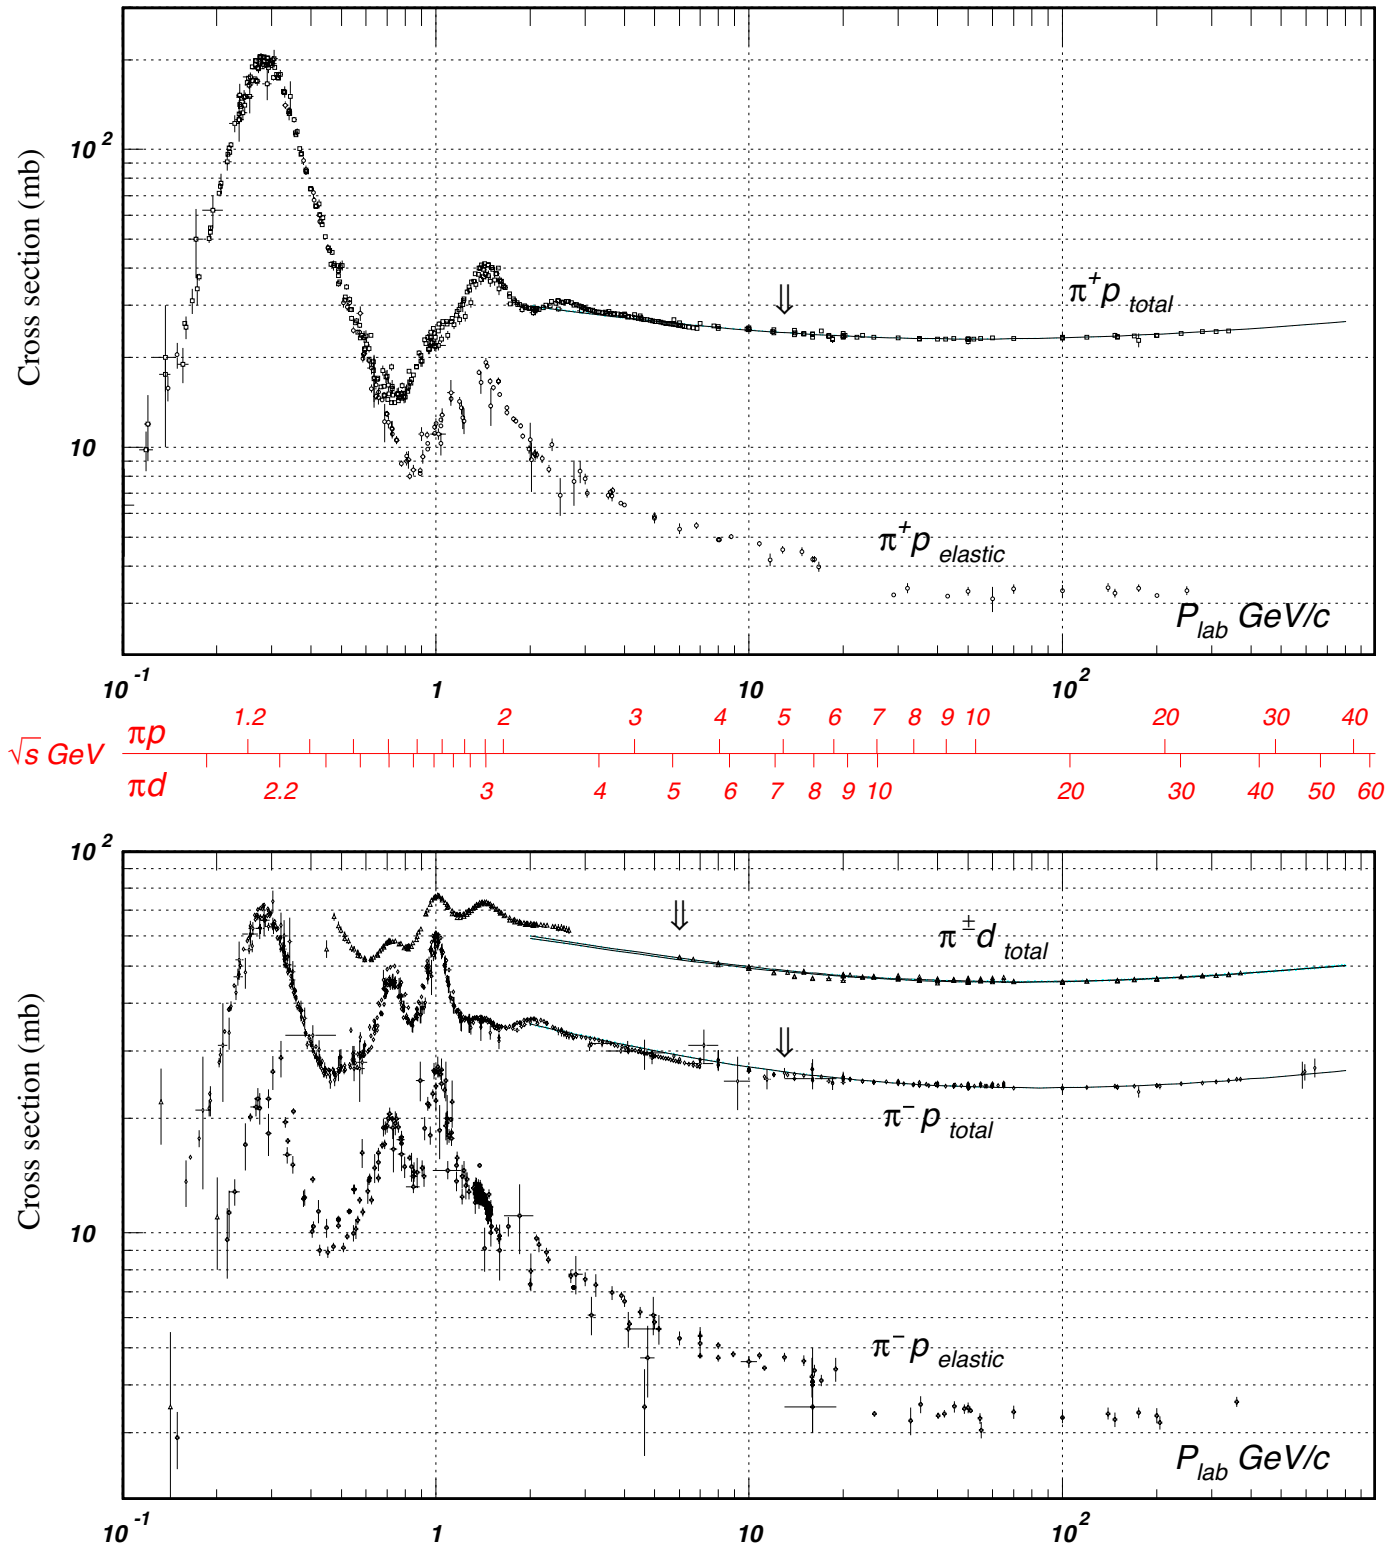 Cross section (mb)
10²
10
π⁺p total
⇓
π⁺p elastic
P_lab GeV/c
10⁻¹ 1 10 10²
πp 1.2 2 3 4 5 6 7 8 9 10 20 30 40
√s GeV
πd 2.2 3 4 5 6 7 8 9 10 20 30 40 50 60
10²
Cross section (mb)
10
⇓
π±d total
⇓
π⁻p total
π⁻p elastic
P_lab GeV/c
10⁻¹ 1 10 10²